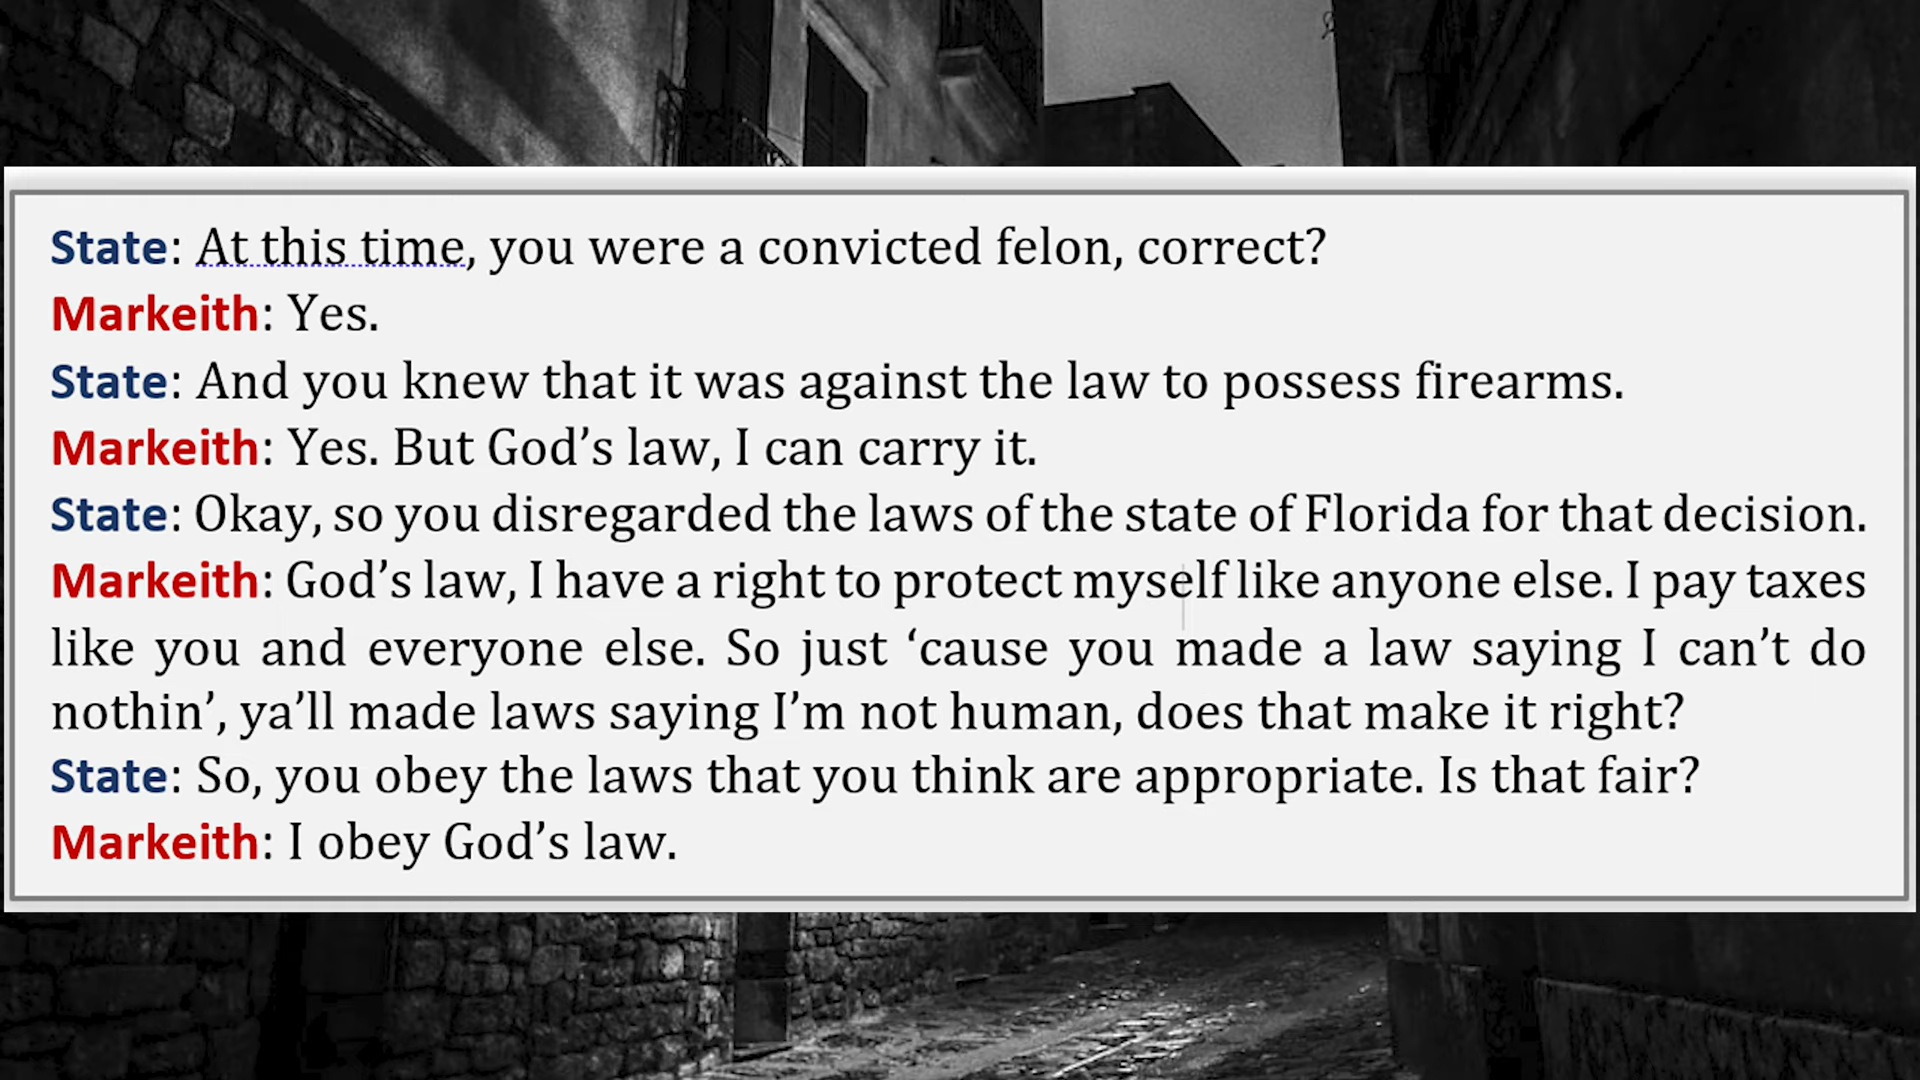 State: At this time, you were a convicted felon, correct?
Markeith: Yes.
State: And you knew that it was against the law to possess firearms.
Markeith: Yes. But God’s law, I can carry it.
State: Okay, so you disregarded the laws of the state of Florida for that decision.
Markeith: God’s law, I have a right to protect myself like anyone else. I pay taxes
like you and everyone else. So just ‘cause you made a law saying I can’t do
nothin’, ya’ll made laws saying I’m not human, does that make it right?
State: So, you obey the laws that you think are appropriate. Is that fair?
Markeith: I obey God’s law.